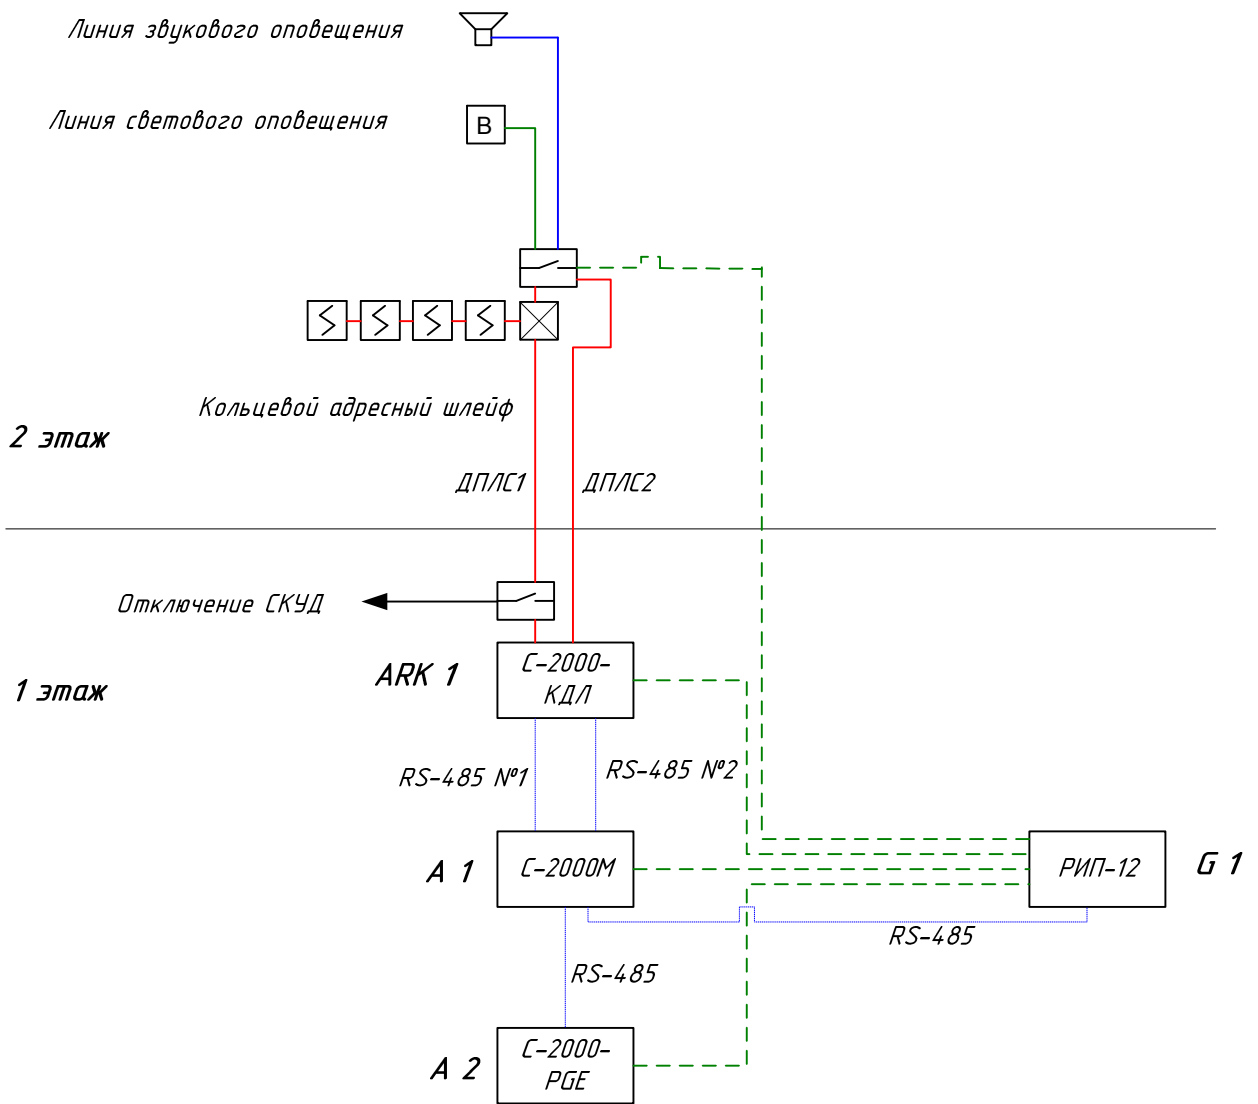 Линия звукового оповещения
Линия светового оповещения
В
Кольцевой адресный шлейф
2 этаж
ДПЛС1
ДПЛС2
Отключение СКУД
ARK 1
С-2000-
КДЛ
1 этаж
RS-485 №1
RS-485 №2
А 1
С-2000М
РИП-12
G 1
RS-485
RS-485
А 2
С-2000-
PGE